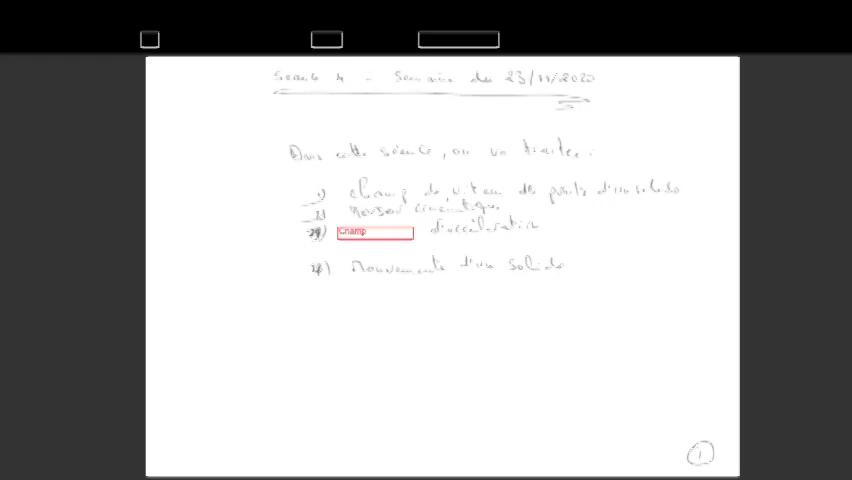 Séance 4 - Semaine du 23/11/2020
Dans cette séance, on va traiter :
1) Champ de vitesse des points d'un solide
2) Torseur cinématique
3) Champ d'accélération
4) Mouvements d'un solide
1